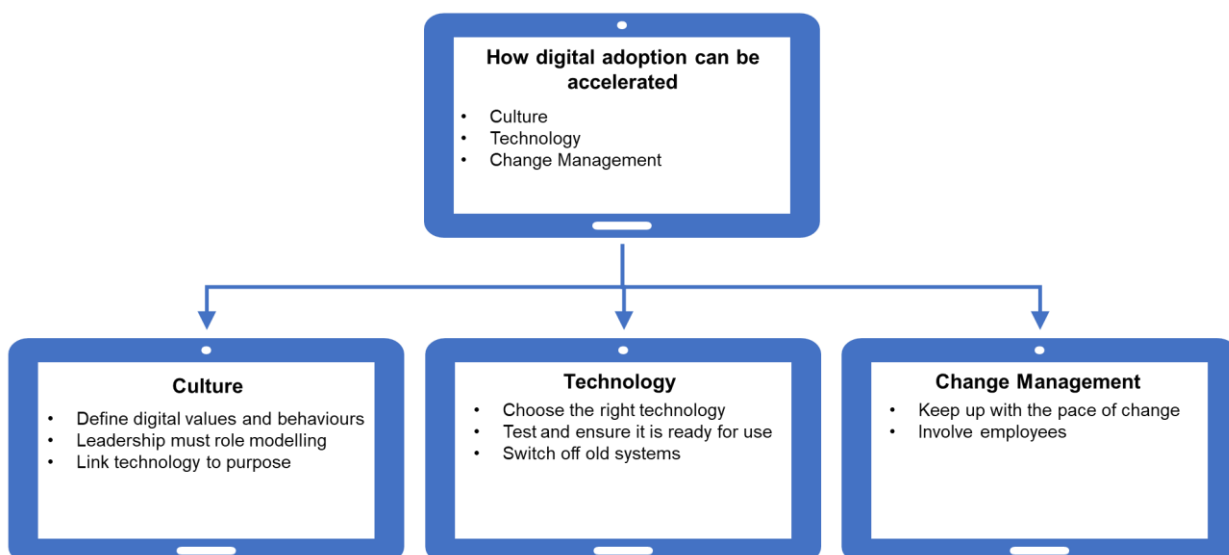 How digital adoption can be
accelerated
• Culture
• Technology
• Change Management
Culture
• Define digital values and behaviours
• Leadership must role modelling
• Link technology to purpose
Technology
• Choose the right technology
• Test and ensure it is ready for use
• Switch off old systems
Change Management
• Keep up with the pace of change
• Involve employees